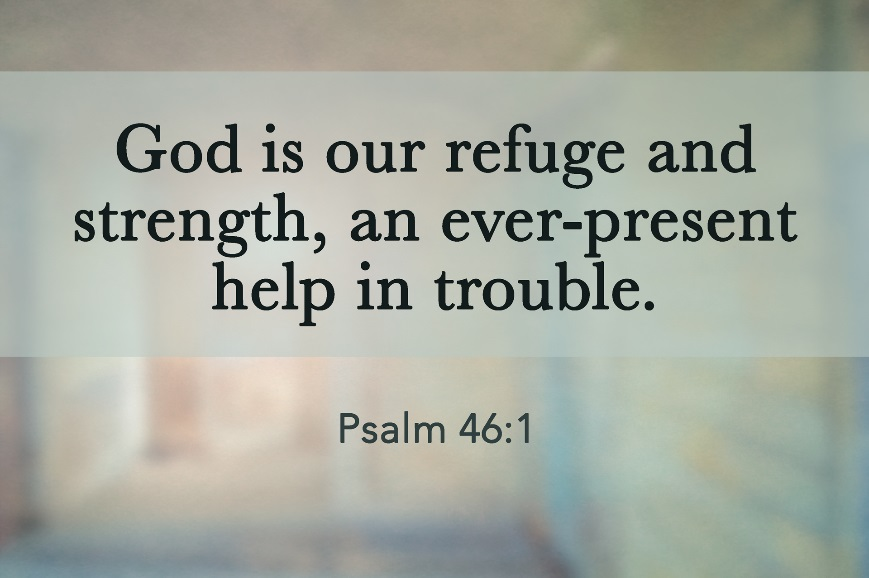 God is our refuge and
strength, an ever-present
help in trouble.
Psalm 46:1